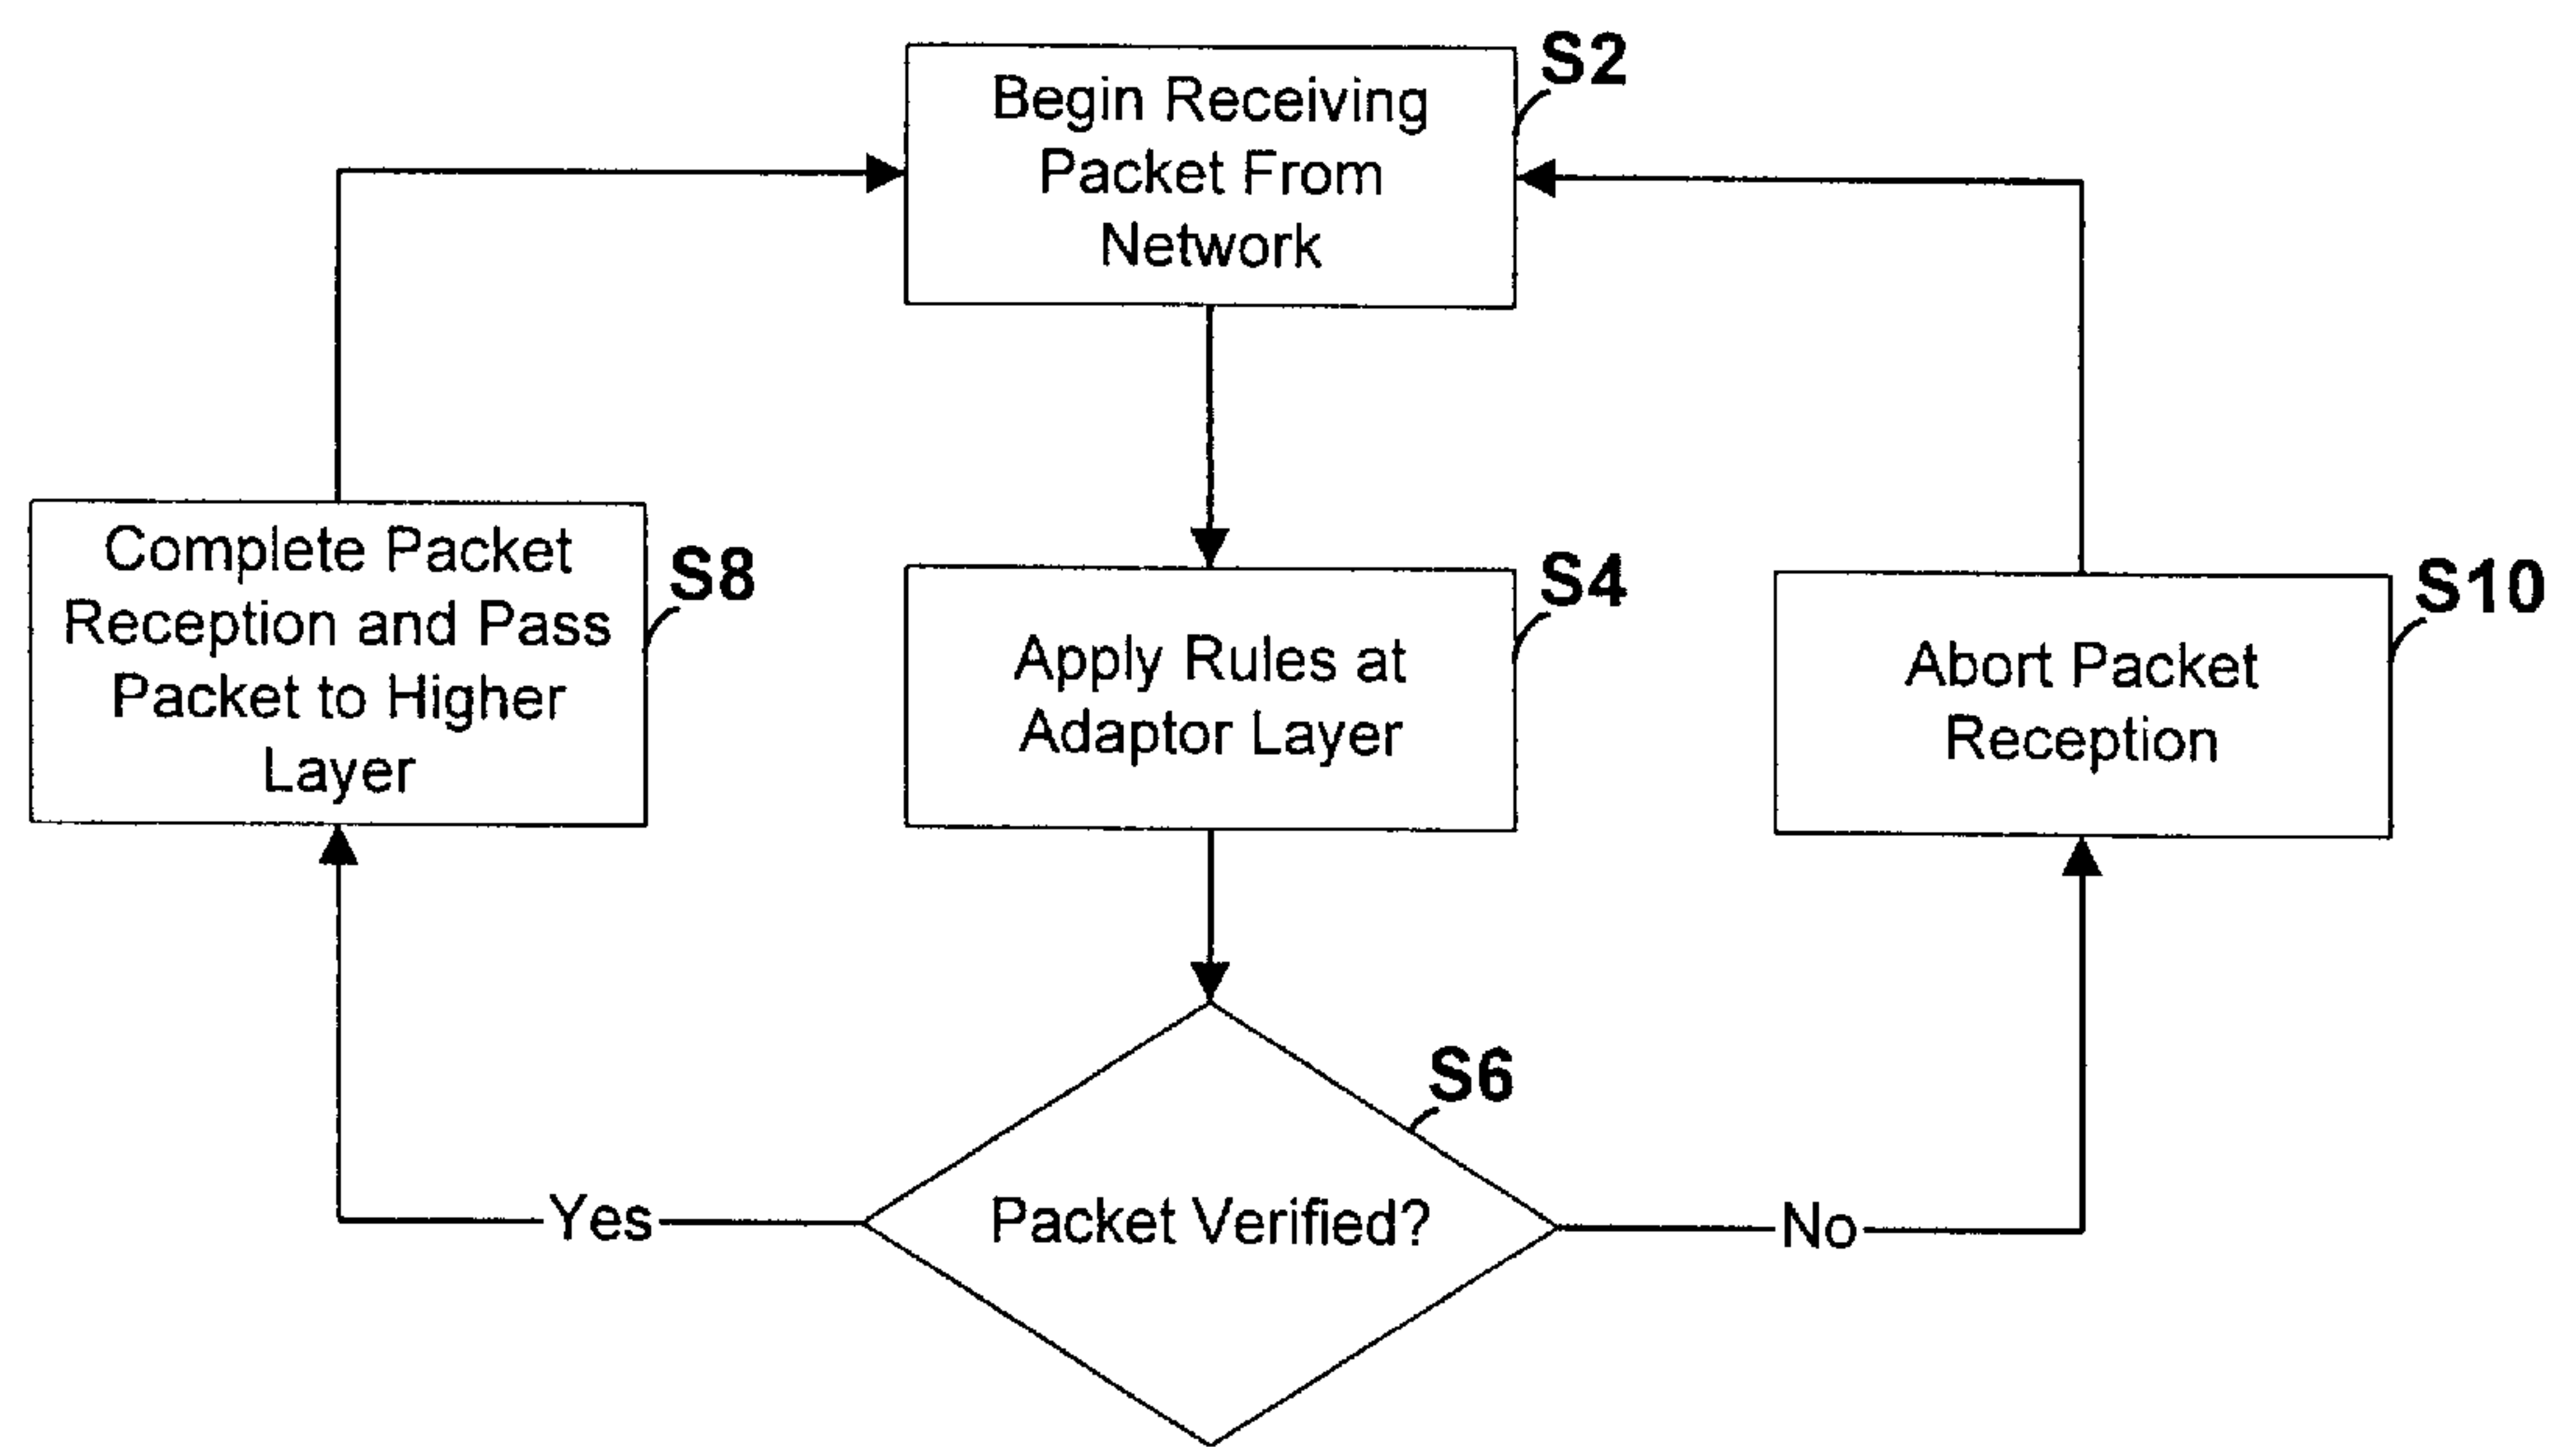 Begin Receiving
Packet From
Network
S2
Complete Packet
Reception and Pass
Packet to Higher
Layer
S8
Apply Rules at
Adaptor Layer
S4
Abort Packet
Reception
S10
Packet Verified?
S6
Yes
No